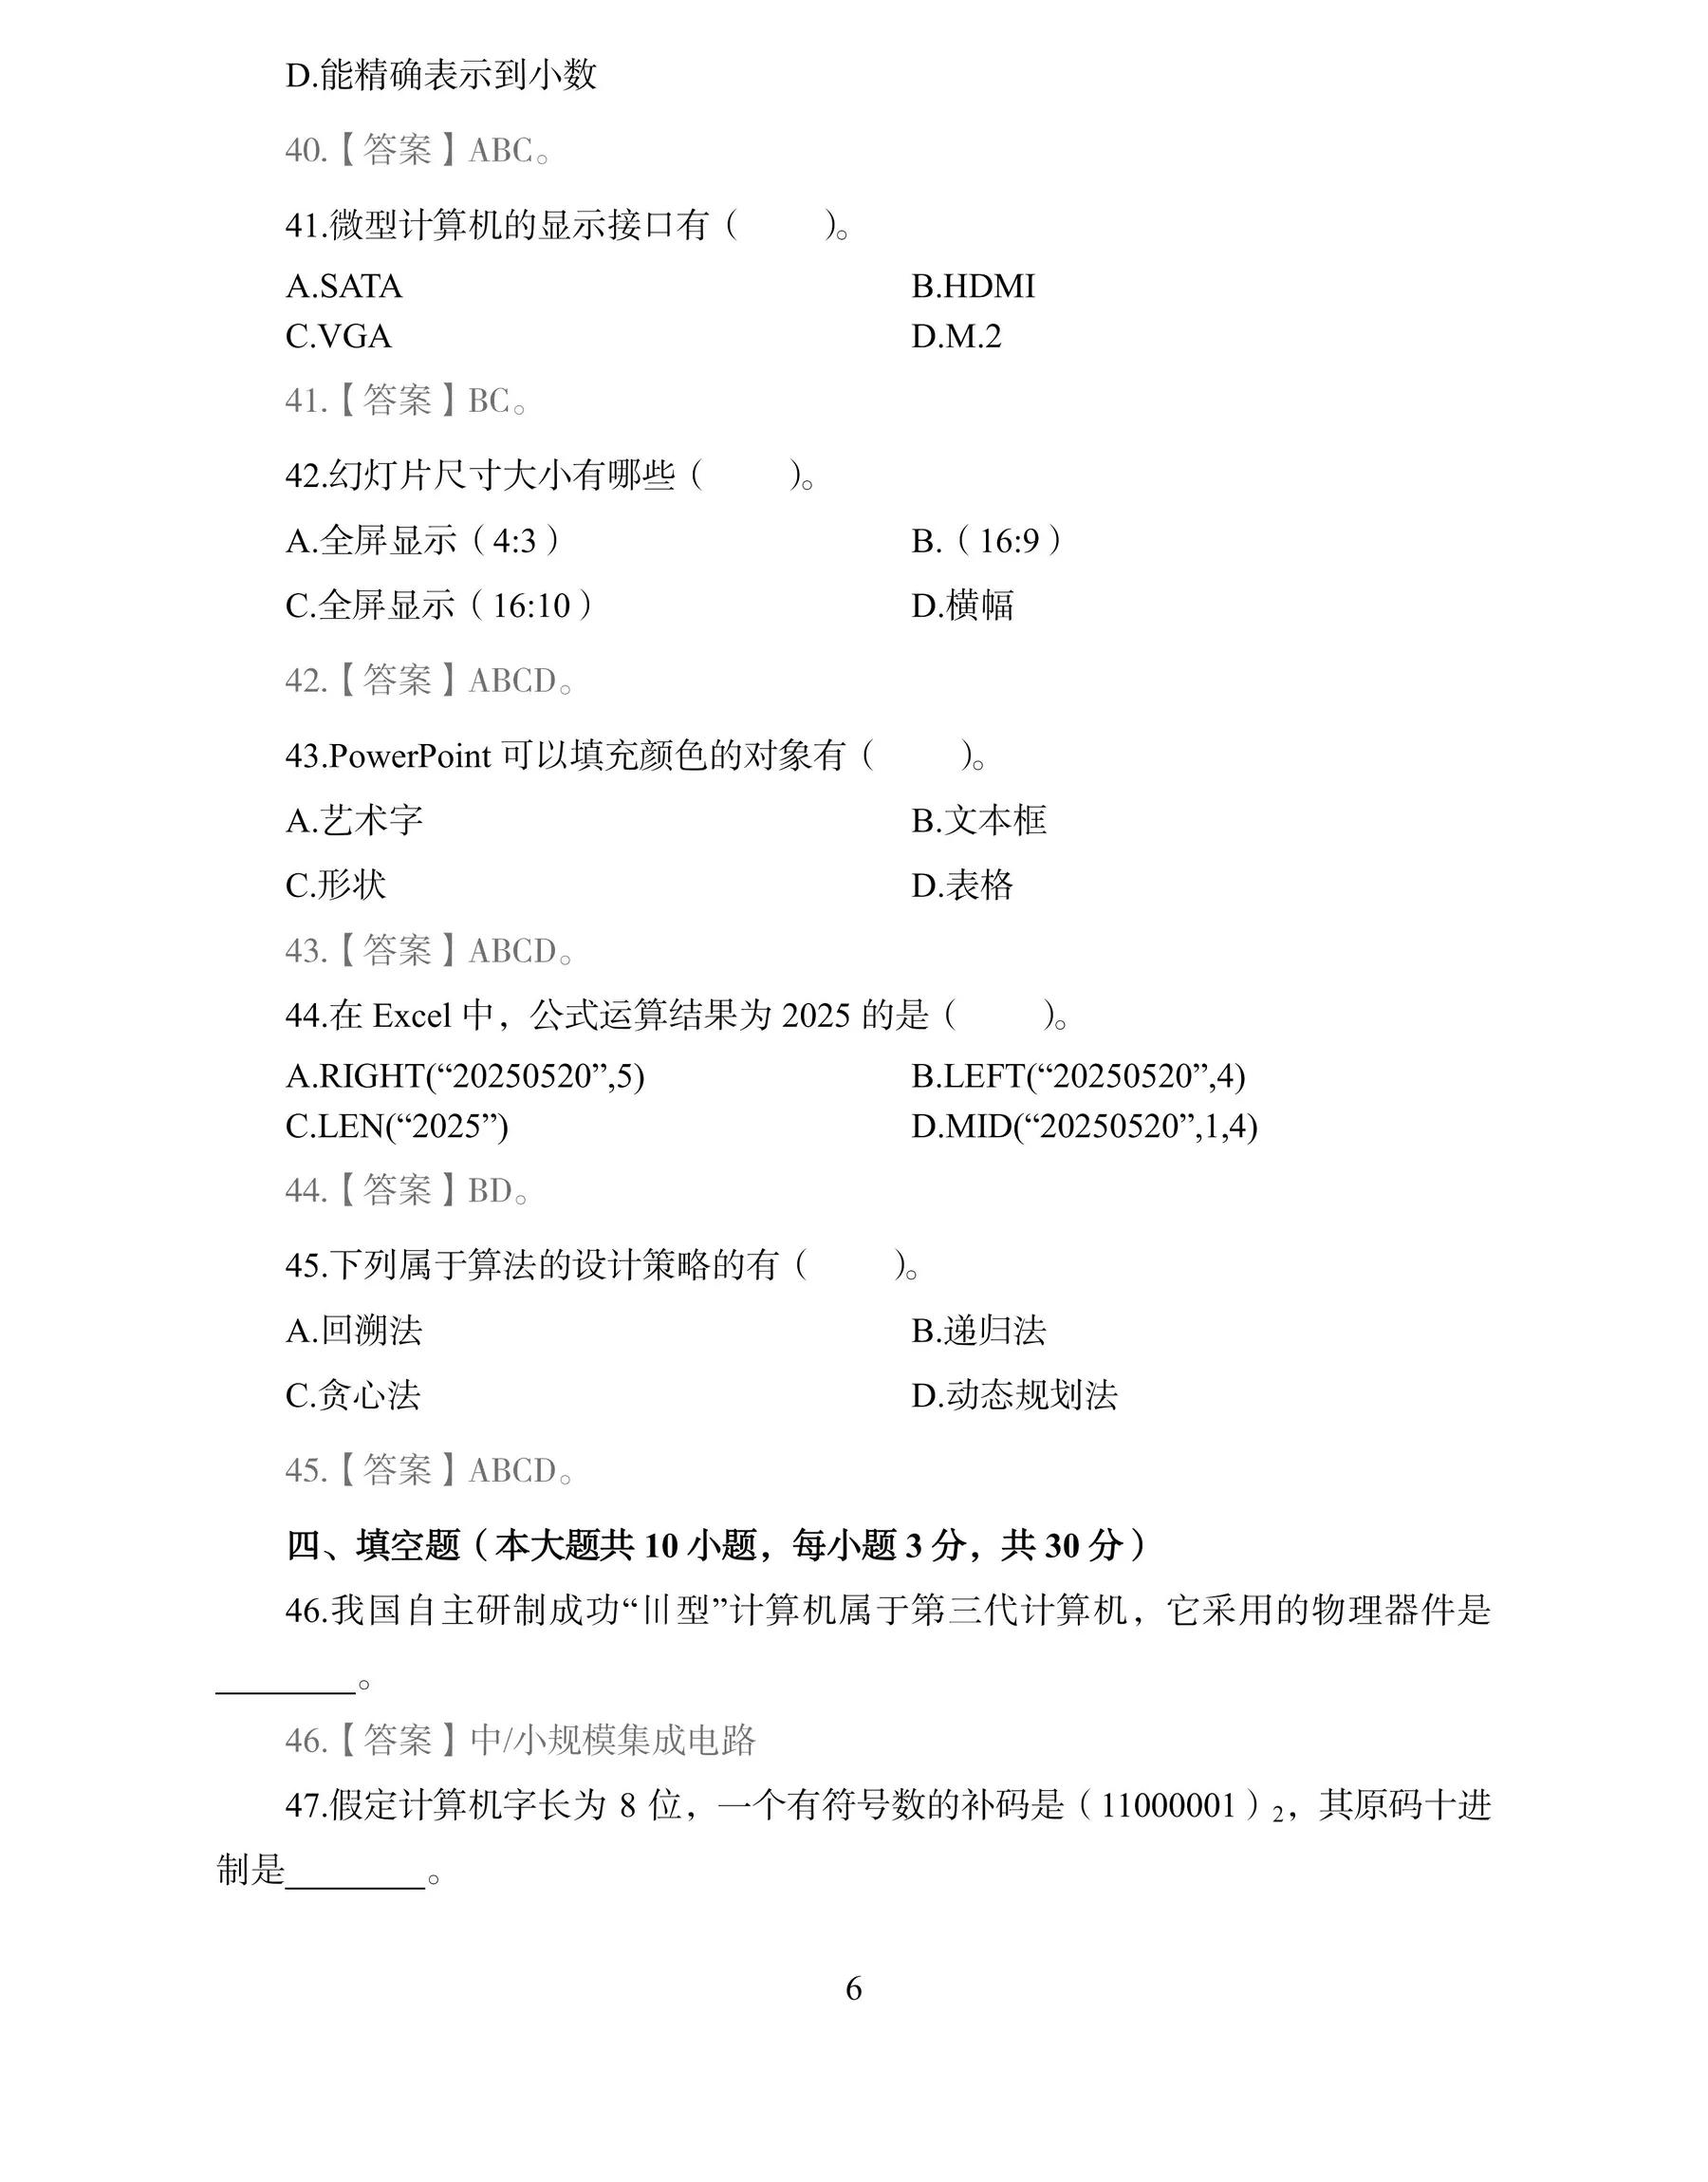 D.能精确表示到小数
40.【答案】ABC。
41.微型计算机的显示接口有（　　）。
A.SATA
B.HDMI
C.VGA
D.M.2
41.【答案】BC。
42.幻灯片尺寸大小有哪些（　　）。
A.全屏显示（4:3）
B.（16:9）
C.全屏显示（16:10）
D.横幅
42.【答案】ABCD。
43.PowerPoint 可以填充颜色的对象有（　　）。
A.艺术字
B.文本框
C.形状
D.表格
43.【答案】ABCD。
44.在 Excel 中，公式运算结果为 2025 的是（　　）。
A.RIGHT(“20250520”,5)
B.LEFT(“20250520”,4)
C.LEN(“2025”)
D.MID(“20250520”,1,4)
44.【答案】BD。
45.下列属于算法的设计策略的有（　　）。
A.回溯法
B.递归法
C.贪心法
D.动态规划法
45.【答案】ABCD。
四、填空题（本大题共 10 小题，每小题 3 分，共 30 分）
46.我国自主研制成功“川型”计算机属于第三代计算机，它采用的物理器件是
________。
46.【答案】中/小规模集成电路
47.假定计算机字长为 8 位，一个有符号数的补码是（11000001）₂，其原码十进
制是________。
6